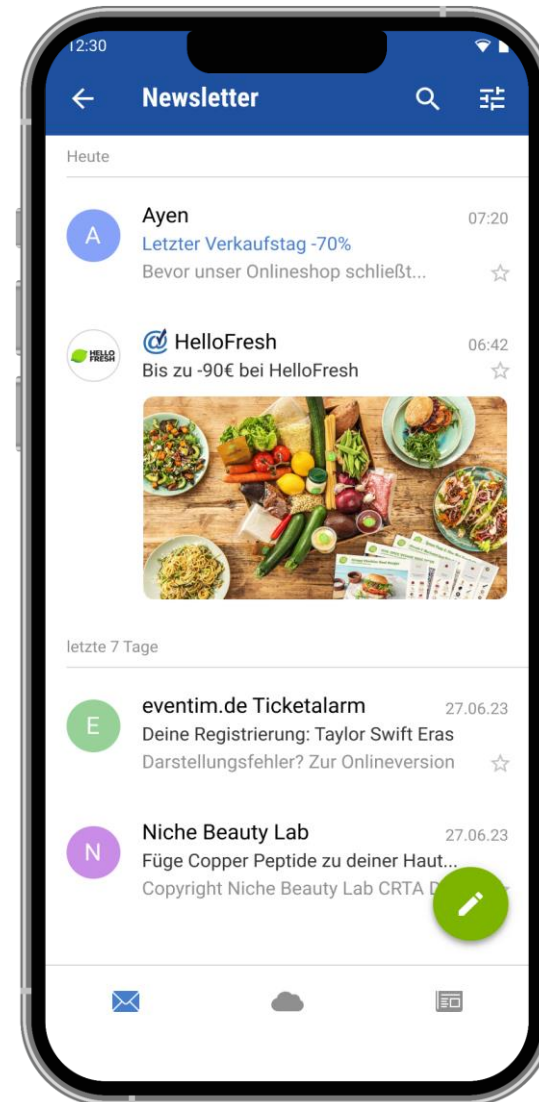 12:30
Newsletter
Heute
A
Ayen
07:20
Letzter Verkaufstag -70%
Bevor unser Onlineshop schließt...
HELLO
FRESH
@ HelloFresh
06:42
Bis zu -90€ bei HelloFresh
letzte 7 Tage
E
eventim.de Ticketalarm
27.06.23
Deine Registrierung: Taylor Swift Eras
Darstellungsfehler? Zur Onlineversion
N
Niche Beauty Lab
27.06.23
Füge Copper Peptide zu deiner Haut...
Copyright Niche Beauty Lab CRTA